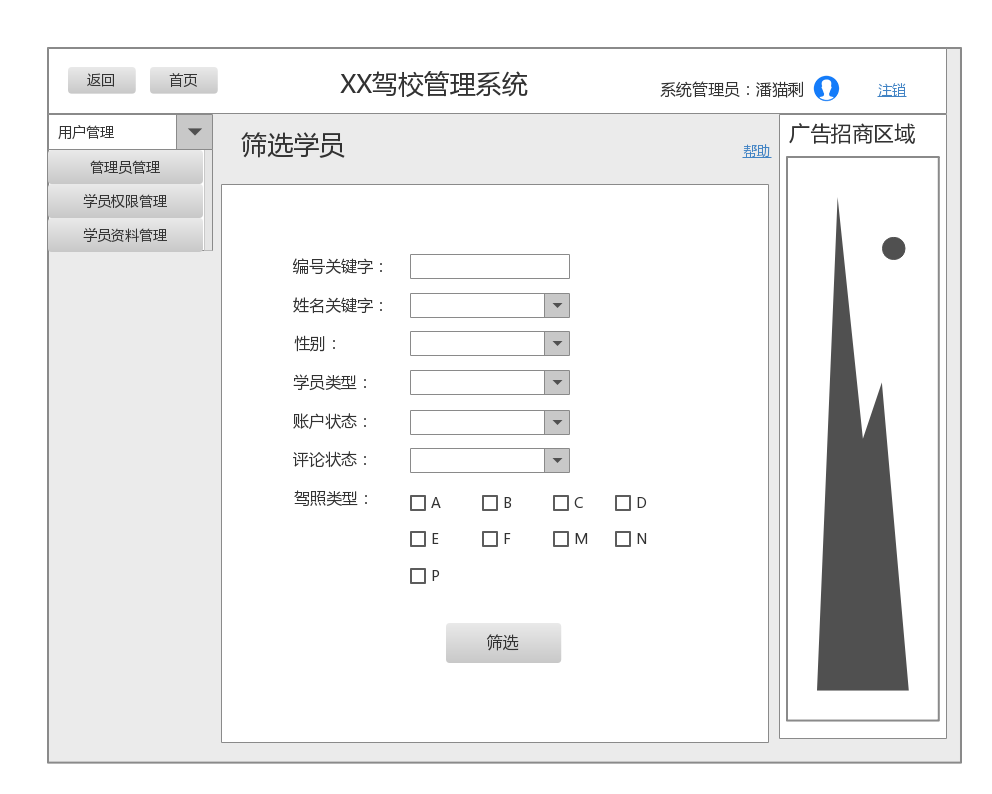 返回 首页 XX驾校管理系统 系统管理员：潘猫剩 注销
用户管理
管理员管理
学员权限管理
学员资料管理
筛选学员
帮助
编号关键字：
姓名关键字：
性别：
学员类型：
账户状态：
评论状态：
驾照类型： A B C D
E F M N
P
筛选
广告招商区域